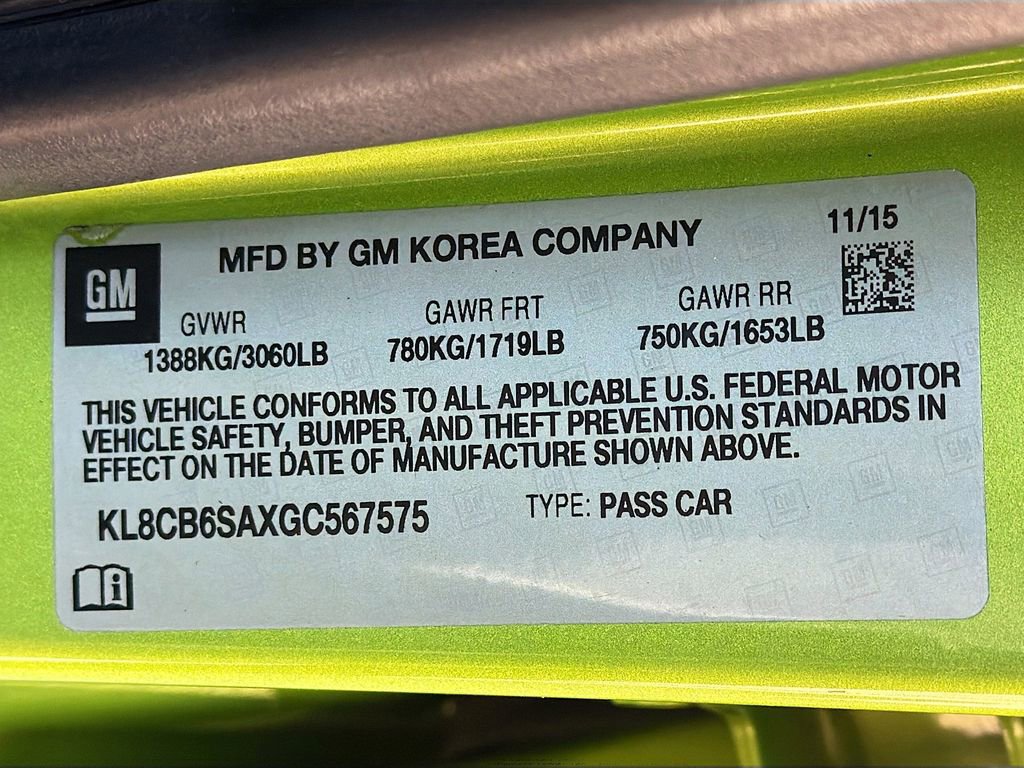 MFD BY GM KOREA COMPANY
11/15
GM
GVWR
1388KG/3060LB
GAWR FRT
780KG/1719LB
GAWR RR
750KG/1653LB
THIS VEHICLE CONFORMS TO ALL APPLICABLE U.S. FEDERAL MOTOR
VEHICLE SAFETY, BUMPER, AND THEFT PREVENTION STANDARDS IN
EFFECT ON THE DATE OF MANUFACTURE SHOWN ABOVE.
KL8CB6SAXGC567575
TYPE: PASS CAR
i